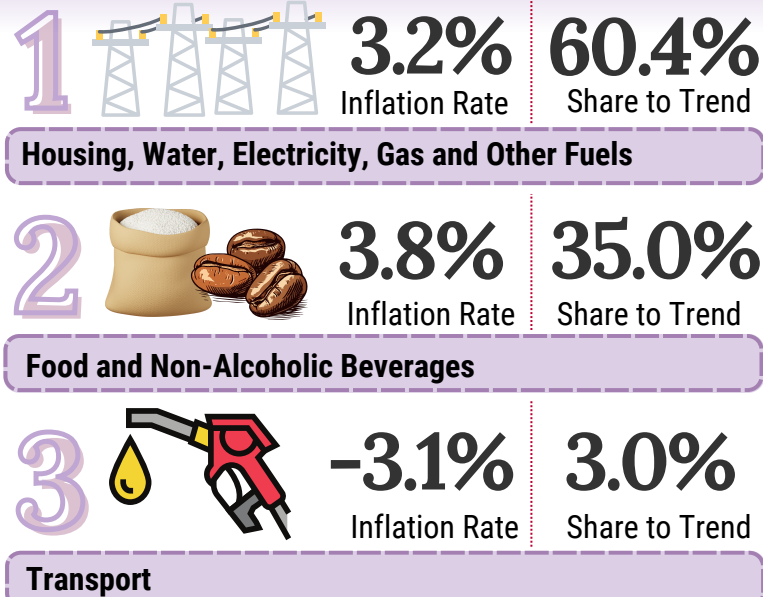 1
3.2%
60.4%
Inflation Rate
Share to Trend
Housing, Water, Electricity, Gas and Other Fuels
2
3.8%
35.0%
Inflation Rate
Share to Trend
Food and Non-Alcoholic Beverages
3
-3.1%
3.0%
Inflation Rate
Share to Trend
Transport